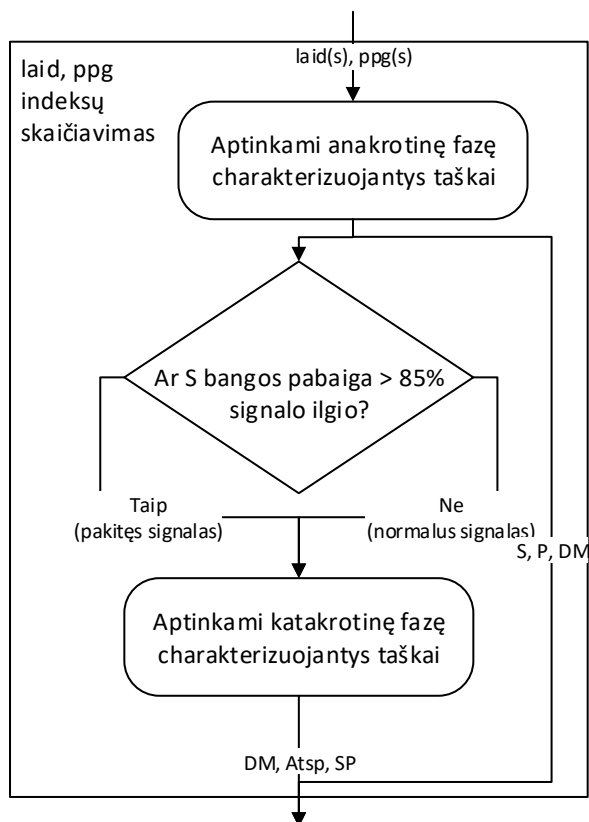 laid(s), ppg(s)
laid, ppg
indeksų
skaičiavimas
Aptinkami anakrotinę fazę
charakterizuojantys taškai
Ar S bangos pabaiga > 85%
signalo ilgio?
Taip
(pakitęs signalas)
Ne
(normalus signalas)
S, P, DM
Aptinkami katakrotinę fazę
charakterizuojantys taškai
DM, Atsp, SP